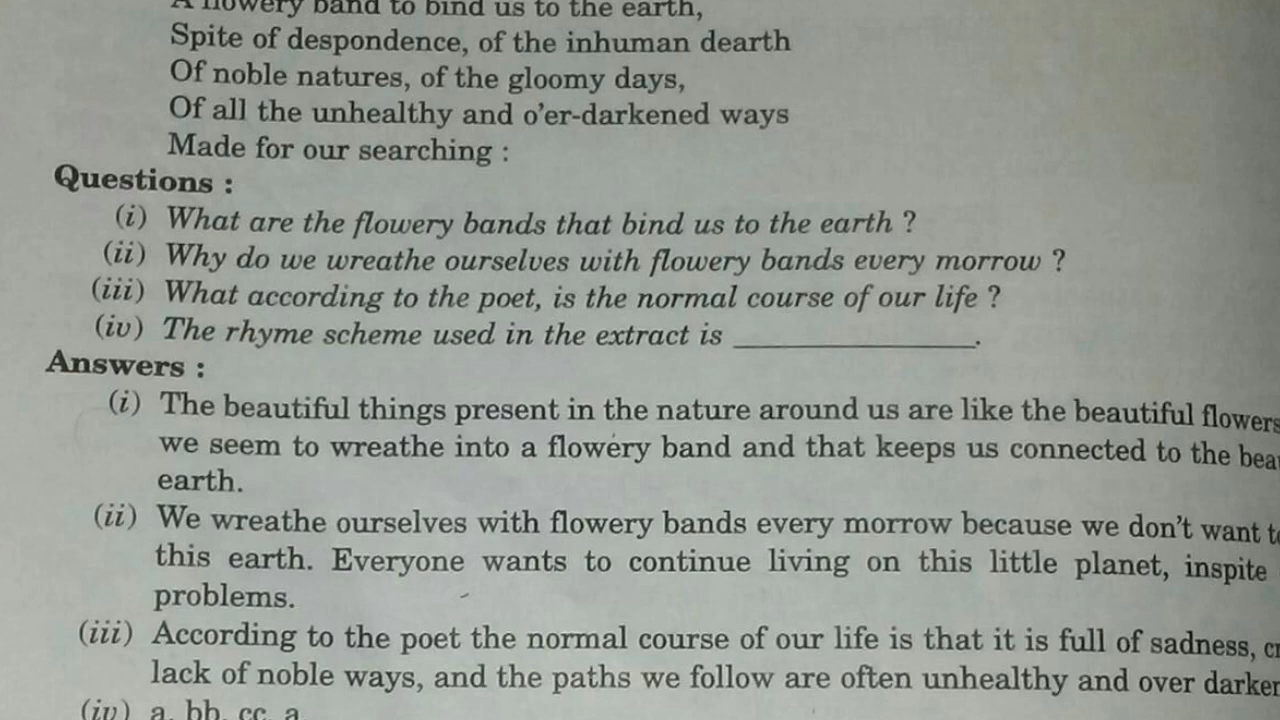 A flowery band to bind us to the earth,
Spite of despondence, of the inhuman dearth
Of noble natures, of the gloomy days,
Of all the unhealthy and o'er-darkened ways
Made for our searching :
Questions :
(i) What are the flowery bands that bind us to the earth ?
(ii) Why do we wreathe ourselves with flowery bands every morrow ?
(iii) What according to the poet, is the normal course of our life ?
(iv) The rhyme scheme used in the extract is ______________.
Answers :
(i) The beautiful things present in the nature around us are like the beautiful flowers
we seem to wreathe into a flowery band and that keeps us connected to the
earth.
(ii) We wreathe ourselves with flowery bands every morrow because we don't want
this earth. Everyone wants to continue living on this little planet, inspite
problems.
(iii) According to the poet the normal course of our life is that it is full of sadness,
lack of noble ways, and the paths we follow are often unhealthy and over
(iv) a, bb, cc, a